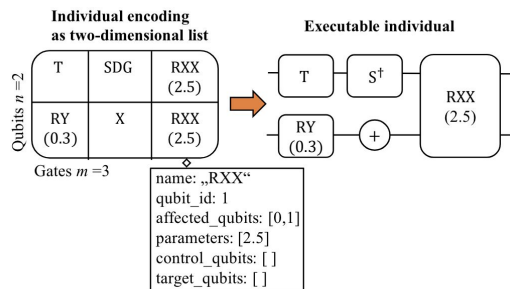 Individual encoding
as two-dimensional list
Executable individual
Qubits n =2
T SDG RXX
(2.5)
RY
(0.3) X RXX
(2.5)
Gates m =3
T S† RXX
(2.5)
RY
(0.3) +
name: „RXX“
qubit_id: 1
affected_qubits: [0,1]
parameters: [2.5]
control_qubits: [ ]
target_qubits: [ ]